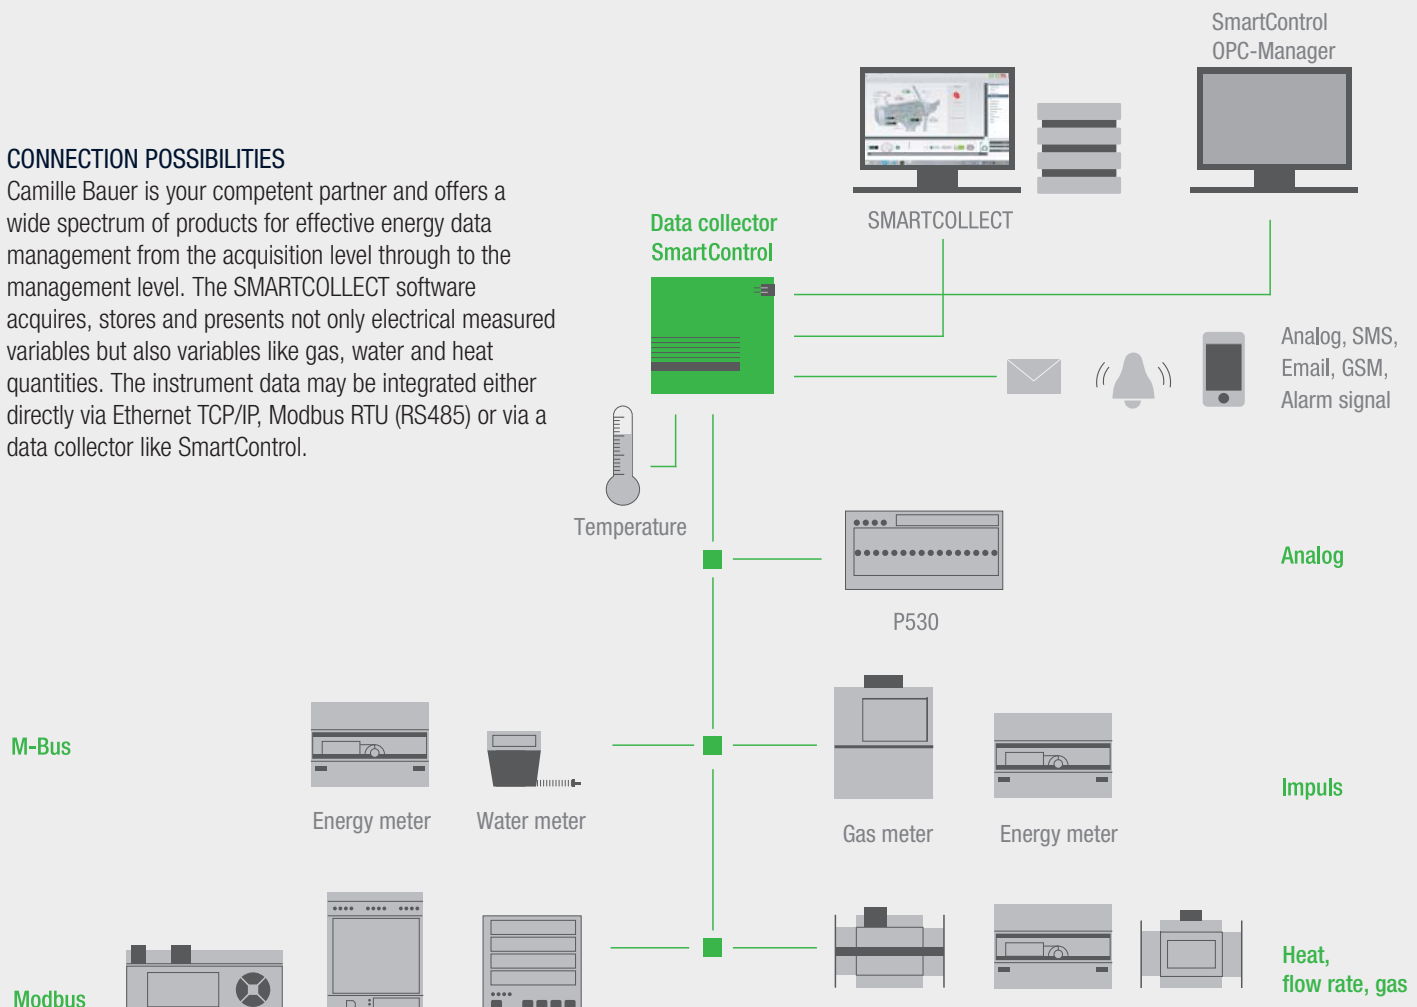 SmartControl
OPC-Manager
CONNECTION POSSIBILITIES
Camille Bauer is your competent partner and offers a
wide spectrum of products for effective energy data
management from the acquisition level through to the
management level. The SMARTCOLLECT software
acquires, stores and presents not only electrical measured
variables but also variables like gas, water and heat
quantities. The instrument data may be integrated either
directly via Ethernet TCP/IP, Modbus RTU (RS485) or via a
data collector like SmartControl.
Data collector
SmartControl
SMARTCOLLECT
Analog, SMS,
Email, GSM,
Alarm signal
Temperature
Analog
P530
M-Bus
Energy meter
Water meter
Gas meter
Energy meter
Impuls
Heat,
flow rate, gas
Modbus